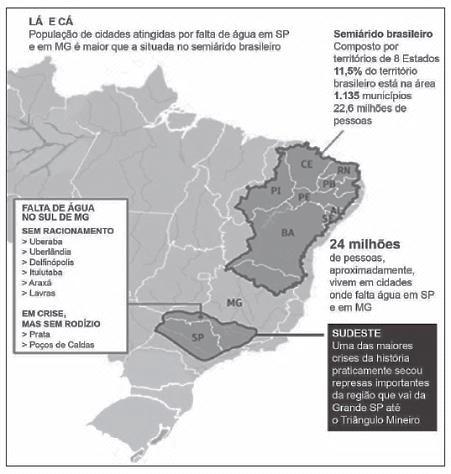 LÁ E CÁ
População de cidades atingidas por falta de água em SP
e em MG é maior que a situada no semiárido brasileiro
Semiárido brasileiro
Composto por
territórios de 8 Estados
11,5% do território
brasileiro está na área
1.135 municípios
22,6 milhões de
pessoas
CE
RN
PB
PI
PE
AL
SE
BA
FALTA DE ÁGUA
NO SUL DE MG
SEM RACIONAMENTO
> Uberaba
> Uberlândia
> Delfinópolis
> Ituiutaba
> Araxá
> Lavras
EM CRISE,
MAS SEM RODÍZIO
> Prata
> Poços de Caldas
24 milhões
de pessoas,
aproximadamente,
vivem em cidades
onde falta água em SP
e em MG
MG
SP
SUDESTE
Uma das maiores
crises da história
praticamente secou
represas importantes
da região que vai da
Grande SP até
o Triângulo Mineiro